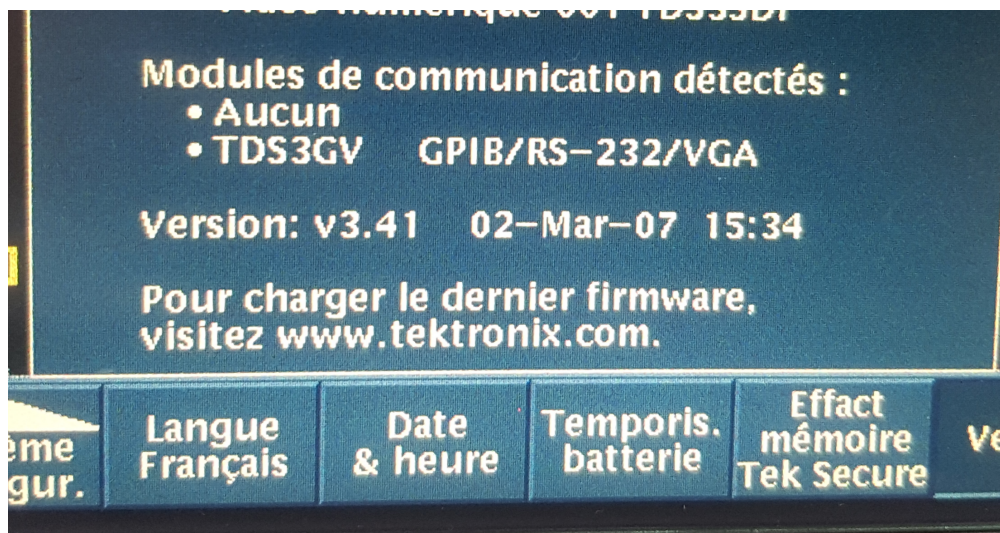 Modules de communication détectés :
• Aucun
• TDS3GV GPIB/RS-232/VGA
Version: v3.41 02-Mar-07 15:34
Pour charger le dernier firmware,
visitez www.tektronix.com.
Langue
Français
Date
& heure
Temporis.
batterie
Effact
mémoire
Tek Secure